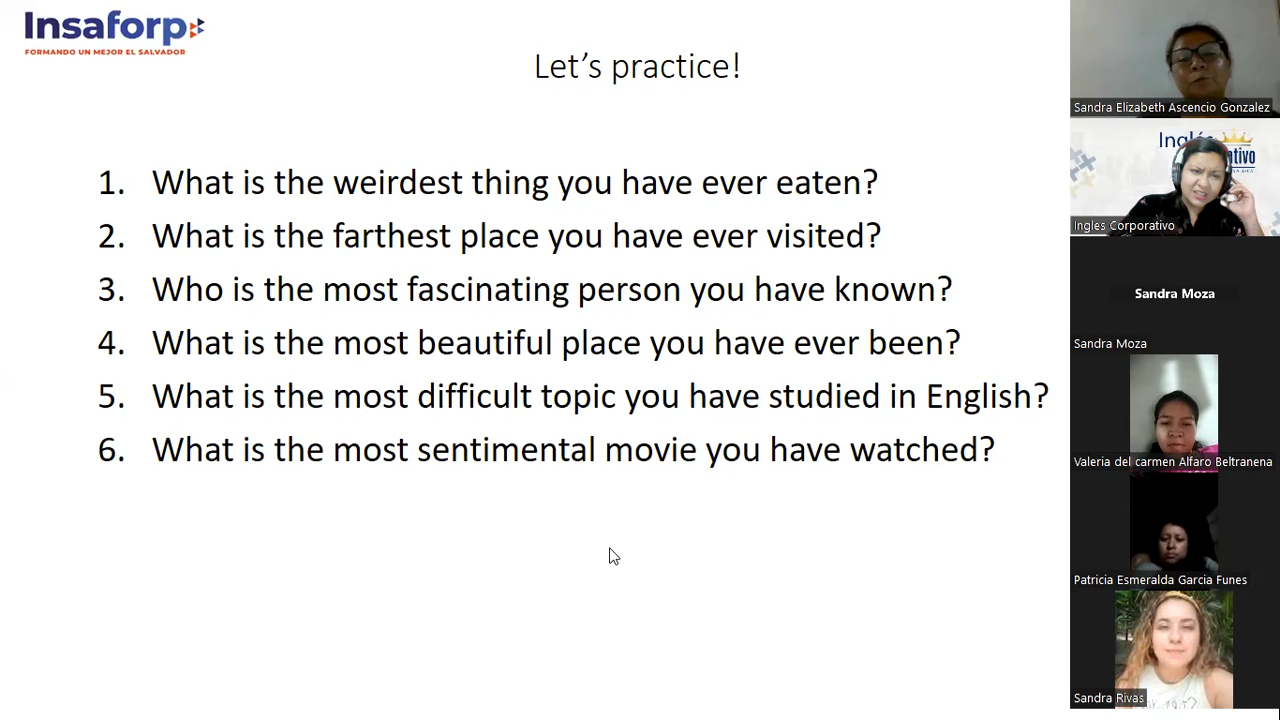 Insaforp
FORMANDO UN MEJOR EL SALVADOR
Let's practice!
1. What is the weirdest thing you have ever eaten?
2. What is the farthest place you have ever visited?
3. Who is the most fascinating person you have known?
4. What is the most beautiful place you have ever been?
5. What is the most difficult topic you have studied in English?
6. What is the most sentimental movie you have watched?
Sandra Elizabeth Ascencio Gonzalez
Ingles Corporativo
Sandra Moza
Sandra Moza
Valeria del carmen Alfaro Beltranena
Patricia Esmeralda Garcia Funes
Sandra Rivas